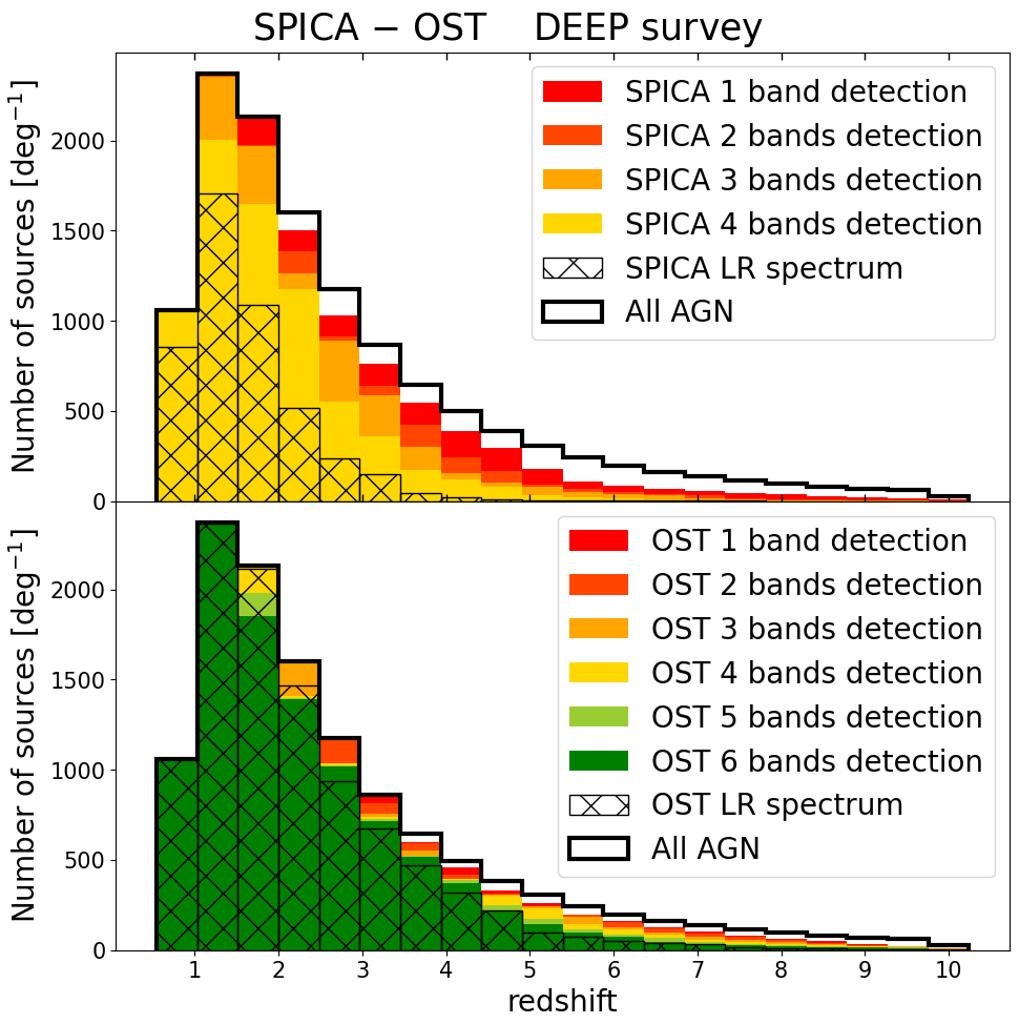 SPICA − OST DEEP survey
Number of sources [deg⁻¹]
2000
1500
1000
500
0
SPICA 1 band detection
SPICA 2 bands detection
SPICA 3 bands detection
SPICA 4 bands detection
SPICA LR spectrum
All AGN
Number of sources [deg⁻¹]
2000
1500
1000
500
0
OST 1 band detection
OST 2 bands detection
OST 3 bands detection
OST 4 bands detection
OST 5 bands detection
OST 6 bands detection
OST LR spectrum
All AGN
1 2 3 4 5 6 7 8 9 10
redshift